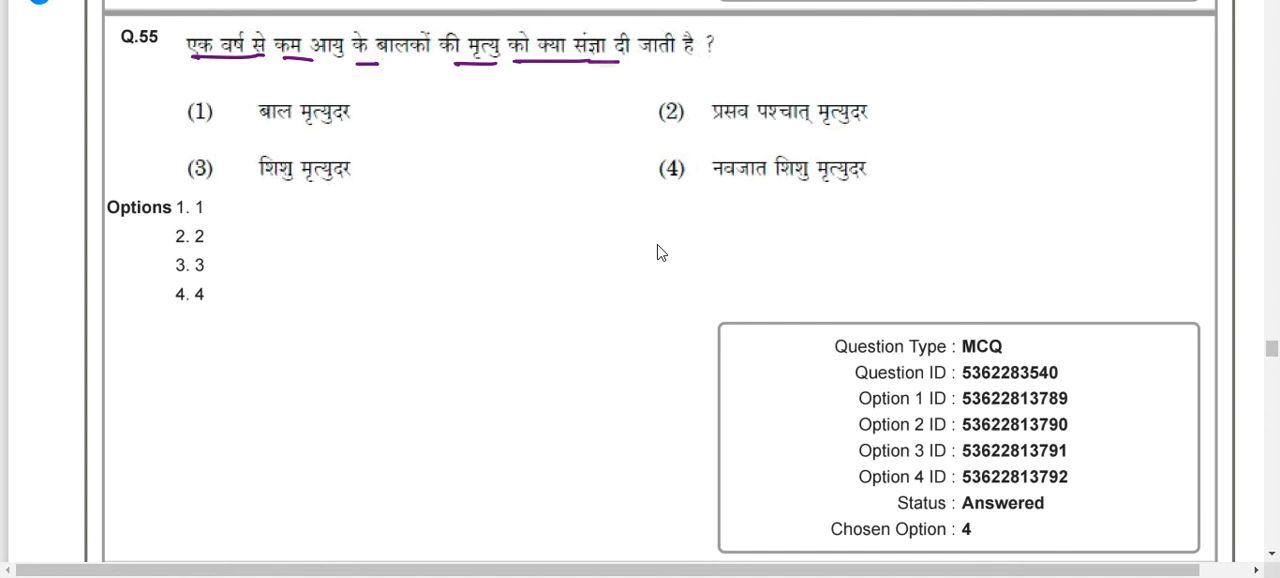 Q.55 एक वर्ष से कम आयु के बालकों की मृत्यु को क्या संज्ञा दी जाती है ?
(1) बाल मृत्युदर (2) प्रसव पश्चात् मृत्युदर
(3) शिशु मृत्युदर (4) नवजात शिशु मृत्युदर
Options 1. 1
2. 2
3. 3
4. 4
Question Type : MCQ
Question ID : 5362283540
Option 1 ID : 53622813789
Option 2 ID : 53622813790
Option 3 ID : 53622813791
Option 4 ID : 53622813792
Status : Answered
Chosen Option : 4